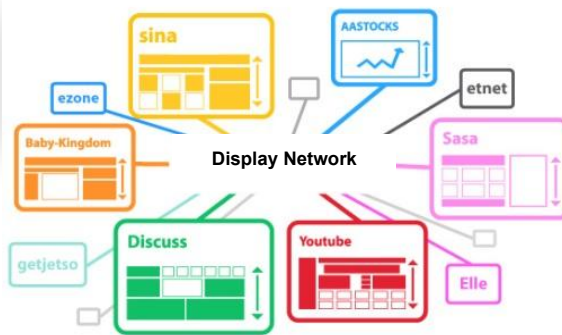 sina
AASTOCKS
ezone
etnet
Baby-Kingdom
Display Network
Sasa
Discuss
Youtube
getjetso
Elle